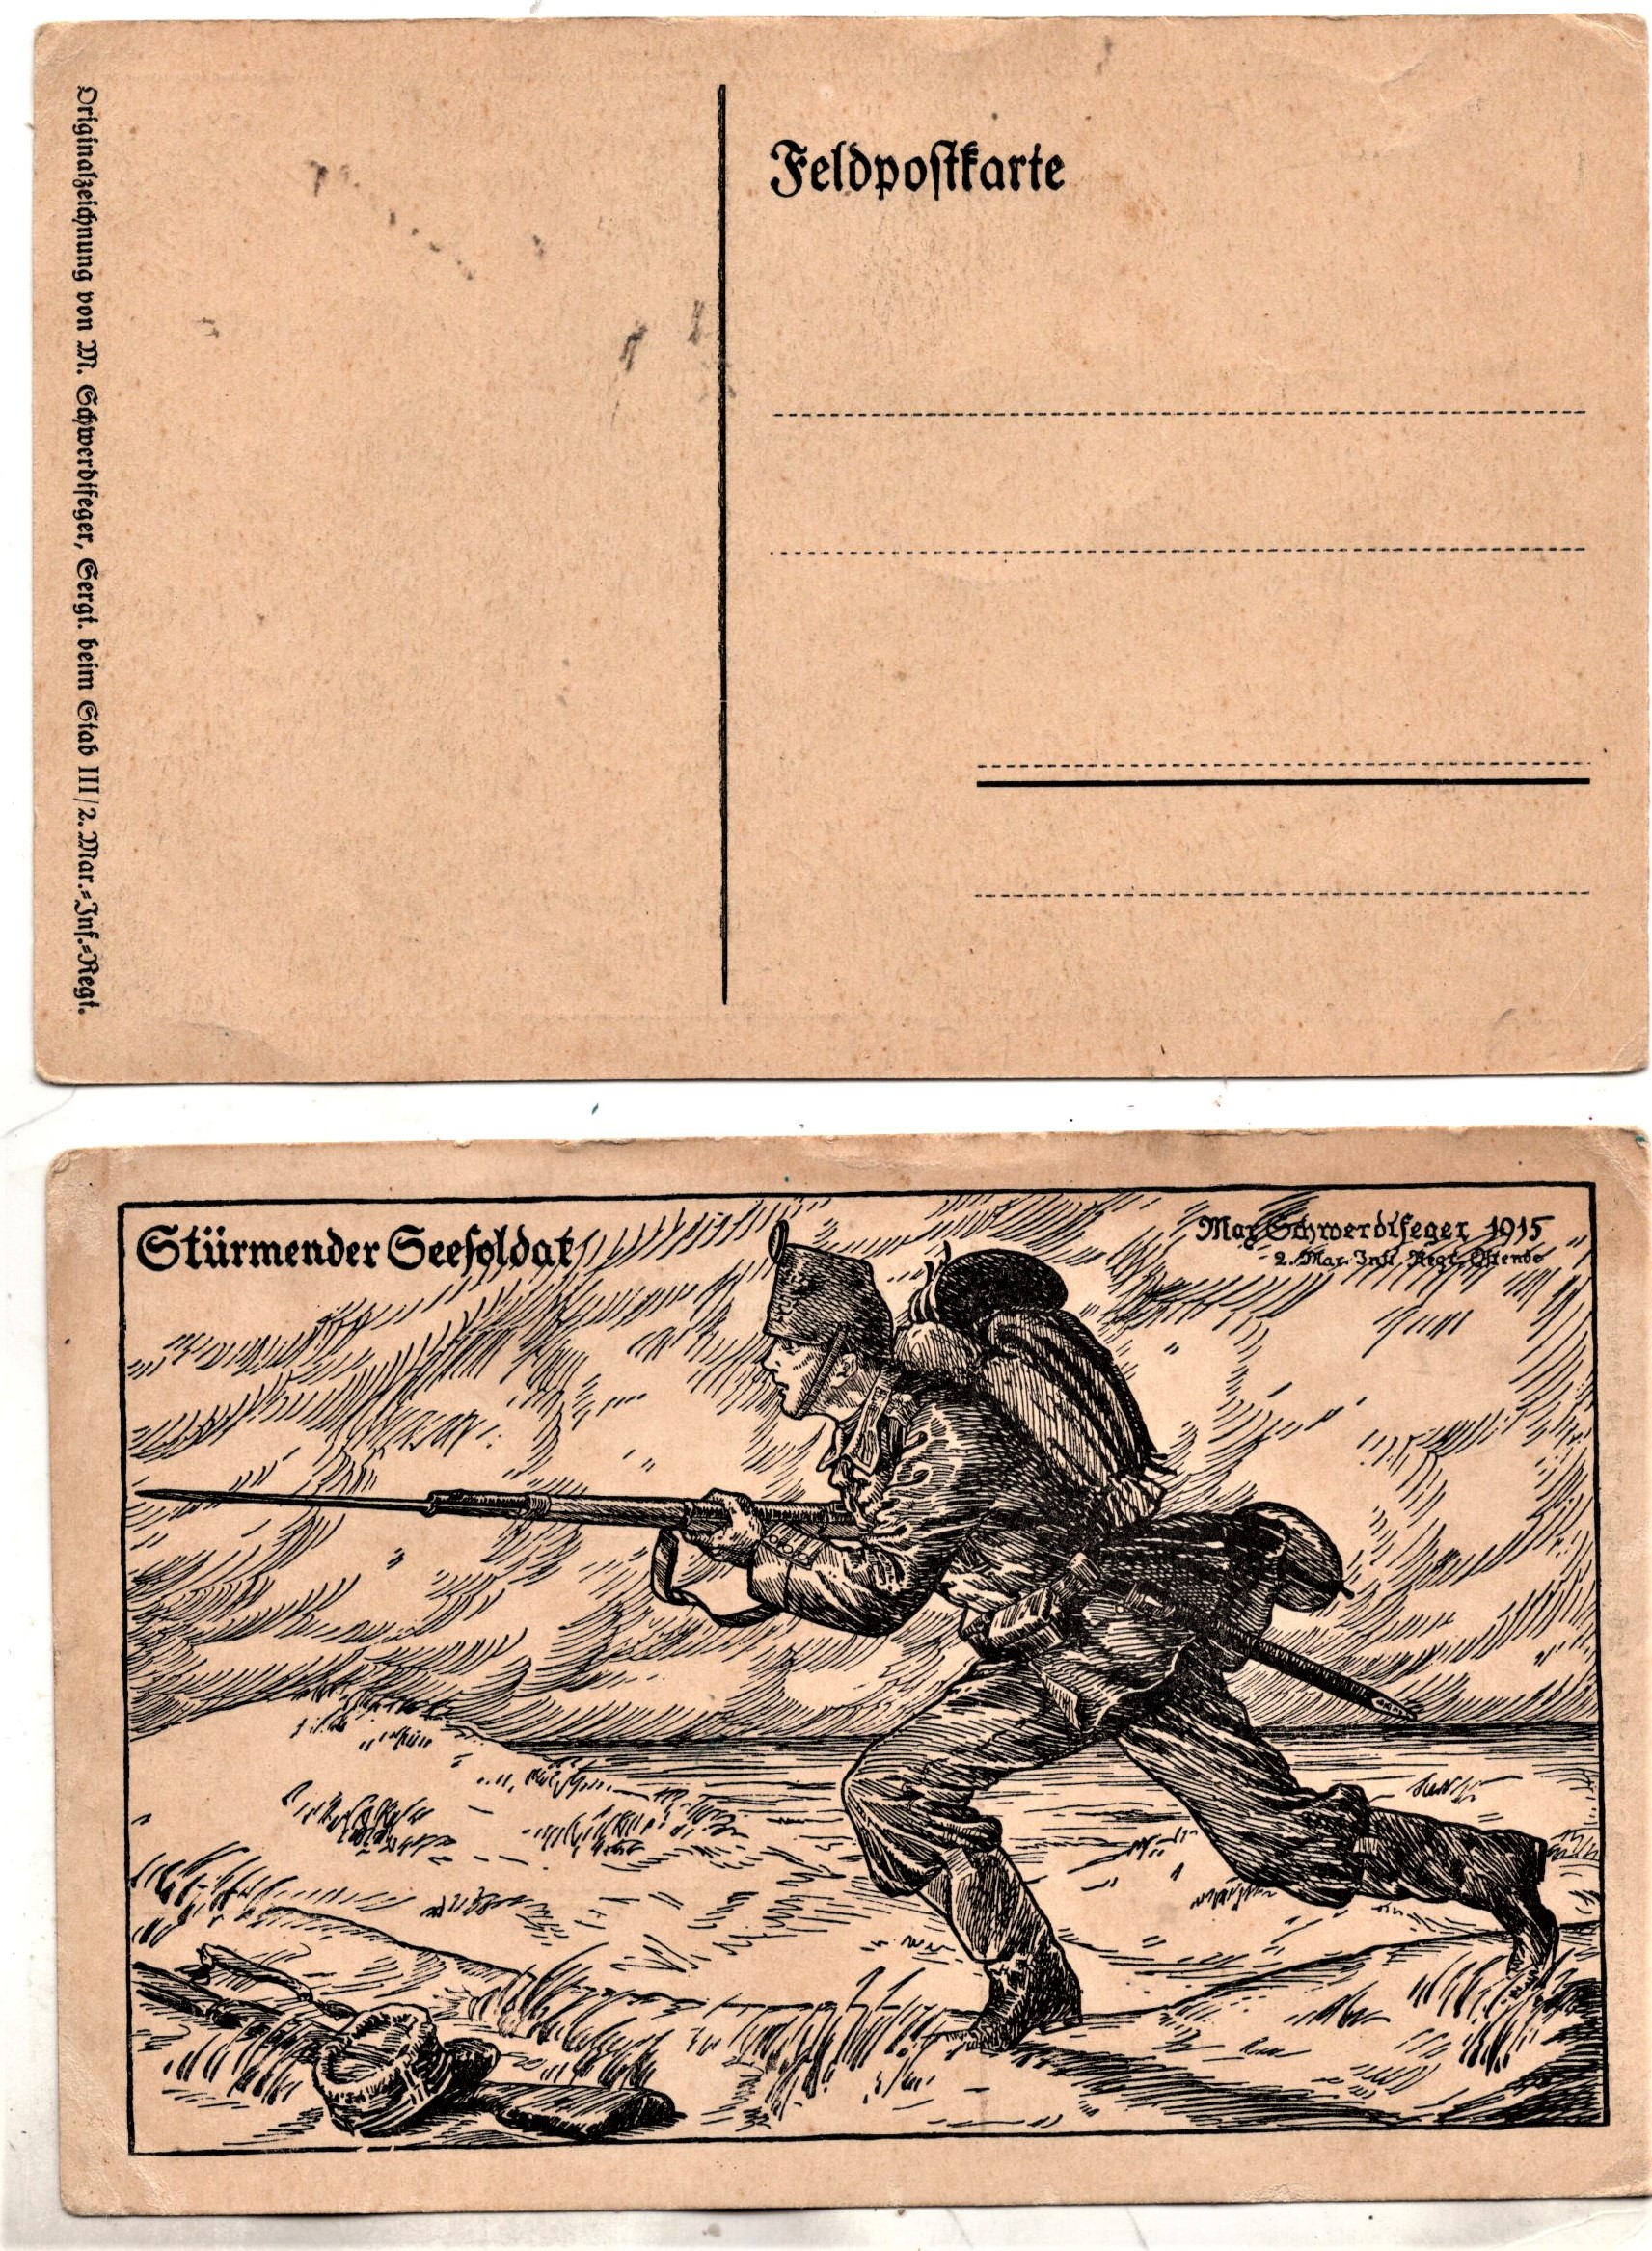 Feldpostkarte
Originalzeichnung von M. Schwerdtfeger, Sergt. beim Stab III/2. Mar.=Inf.=Regt.
Stürmender Seesoldat
Max Schwerdtfeger 1915
2. Mar. Inft. Regt. Ostende